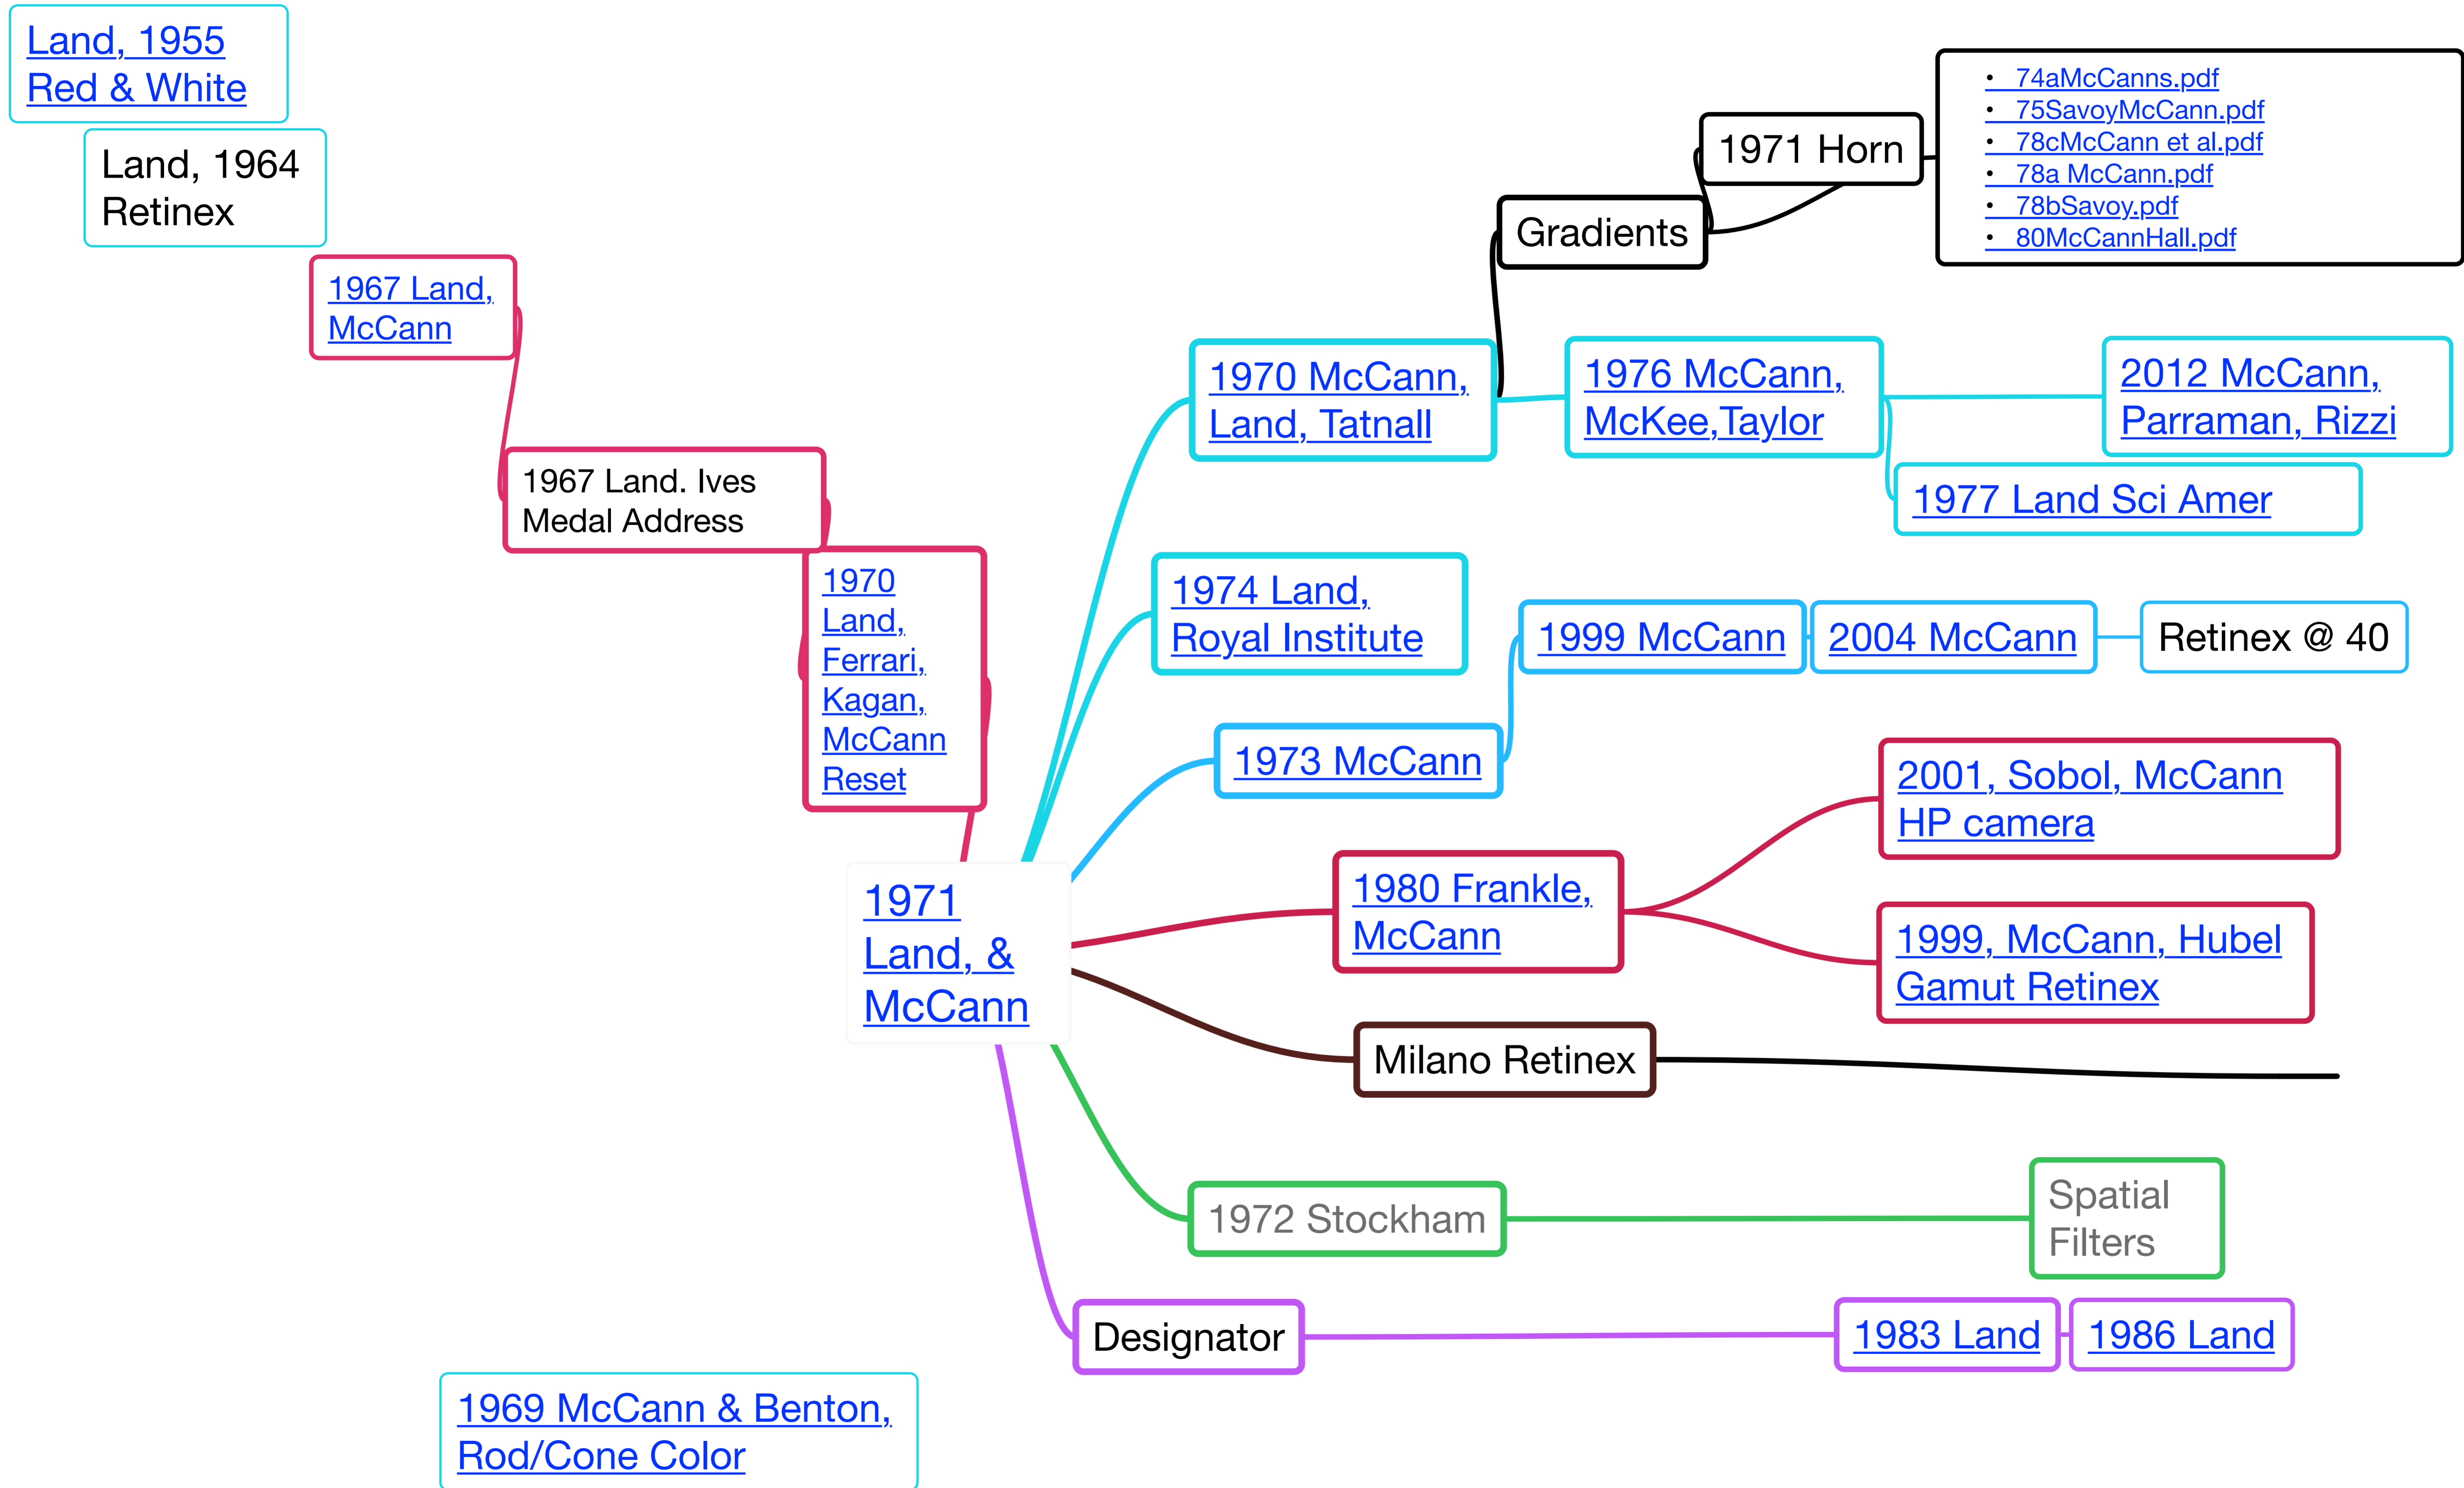 Land, 1955
Red & White
Land, 1964
Retinex
1967 Land,
McCann
1967 Land. Ives
Medal Address
1970
Land,
Ferrari,
Kagan,
McCann
Reset
1971
Land, &
McCann
1969 McCann & Benton,
Rod/Cone Color
Gradients
1971 Horn
• 74aMcCanns.pdf
• 75SavoyMcCann.pdf
• 78cMcCann et al.pdf
• 78a McCann.pdf
• 78bSavoy.pdf
• 80McCannHall.pdf
1970 McCann,
Land, Tatnall
1976 McCann,
McKee,Taylor
2012 McCann,
Parraman, Rizzi
1977 Land Sci Amer
1974 Land,
Royal Institute
1973 McCann
1999 McCann
2004 McCann
Retinex @ 40
1980 Frankle,
McCann
2001, Sobol, McCann
HP camera
1999, McCann, Hubel
Gamut Retinex
Milano Retinex
1972 Stockham
Spatial
Filters
Designator
1983 Land
1986 Land